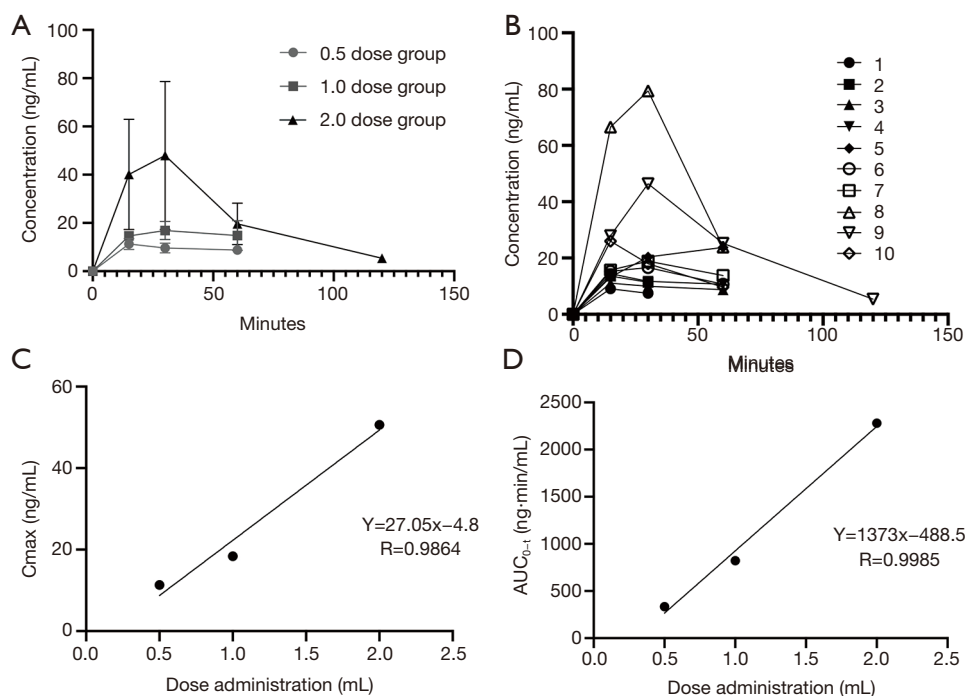 A
Concentration (ng/mL)
100
80
60
40
20
0
0
50
100
150
Minutes
0.5 dose group
1.0 dose group
2.0 dose group
B
Concentration (ng/mL)
100
80
60
40
20
0
0
50
100
150
Minutes
Minutes
1
2
3
4
5
6
7
8
9
10
C
Cmax (ng/mL)
60
40
20
0
0.0
0.5
1.0
1.5
2.0
2.5
Dose administration (mL)
Y=27.05x−4.8
R=0.9864
D
AUC0–t (ng·min/mL)
2500
2000
1500
1000
500
0
0.0
0.5
1.0
1.5
2.0
2.5
Dose administration (mL)
Y=1373x−488.5
R=0.9985